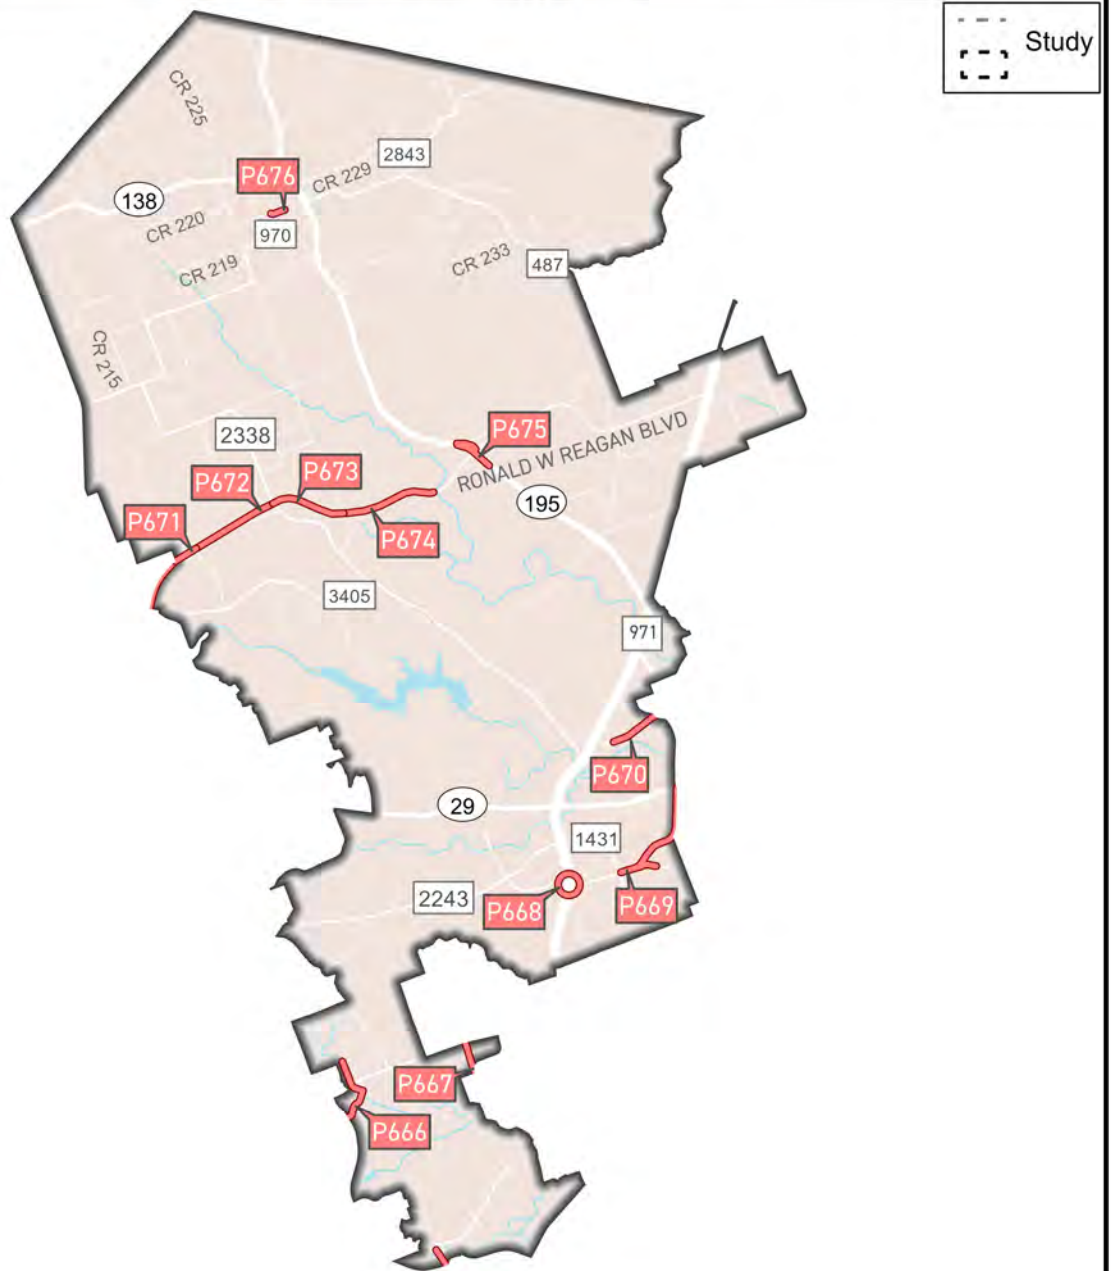 Study
CR 225
2843
P676
CR 229
138
CR 220
970
CR 219
CR 233
487
CR 215
2338
P675
RONALD W REAGAN BLVD
P672
P673
195
P671
P674
3405
971
P670
29
1431
2243
P668
P669
P667
P666